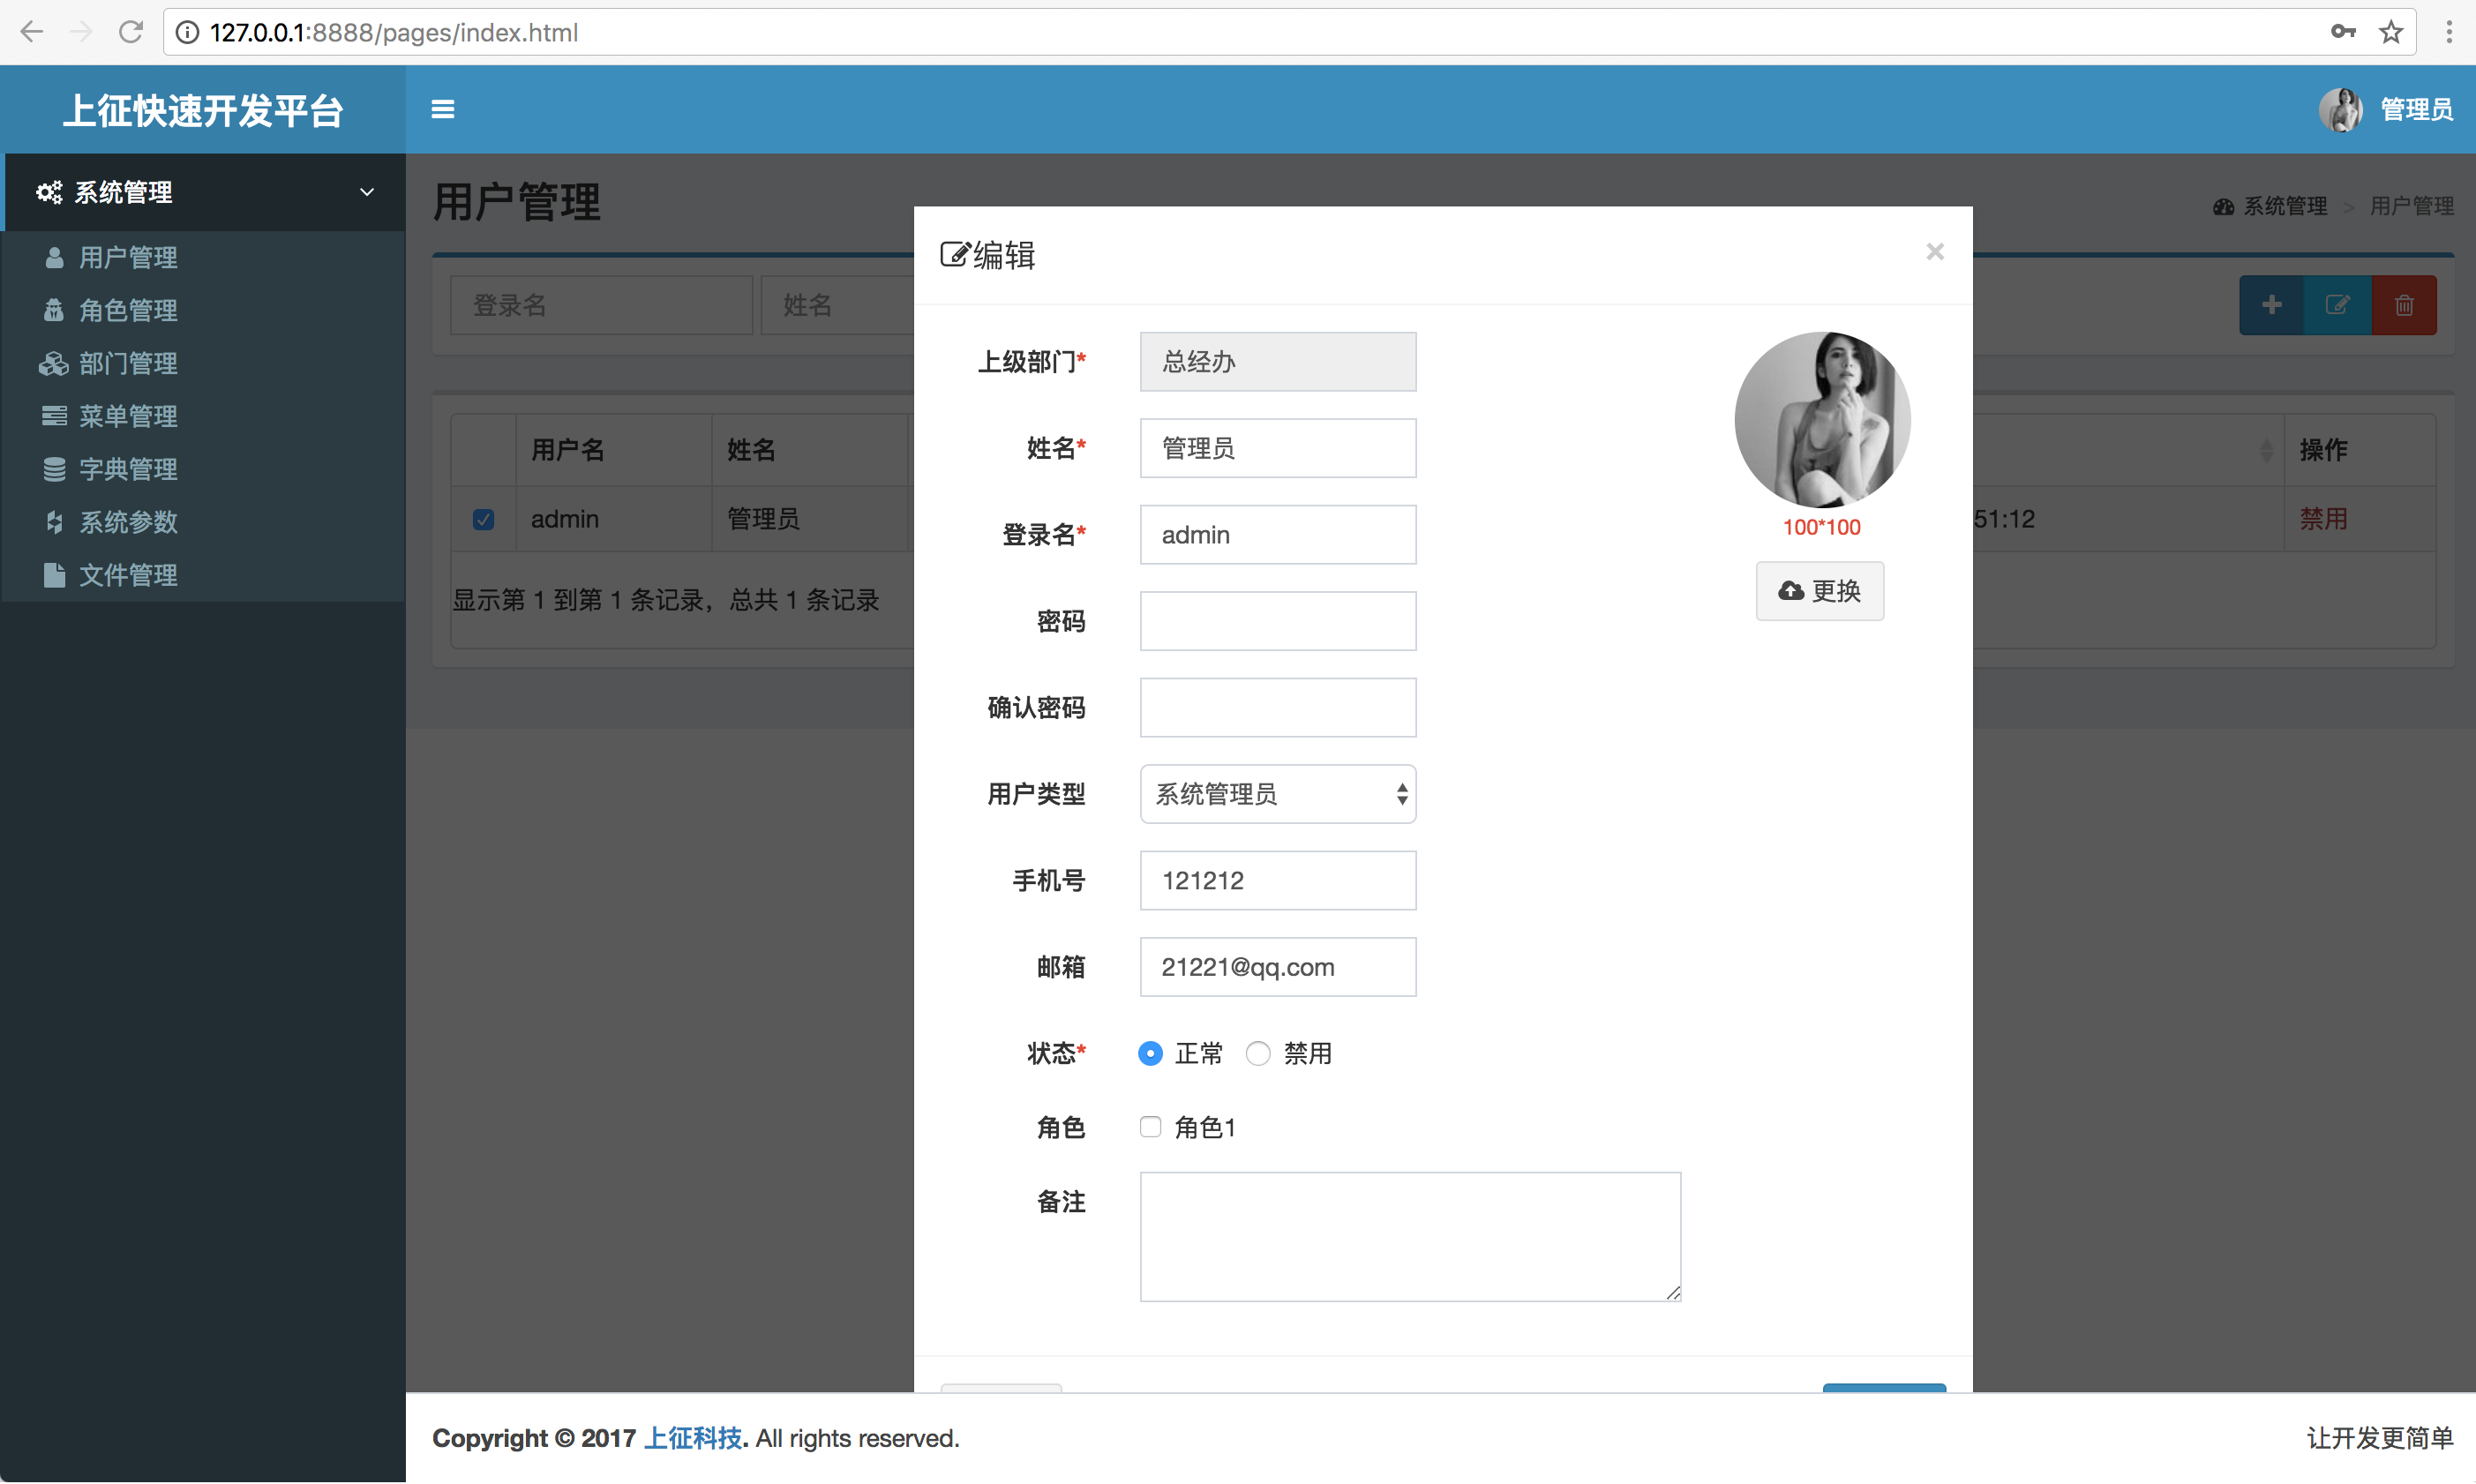 127.0.0.1:8888/pages/index.html
上征快速开发平台
管理员
系统管理
用户管理
角色管理
部门管理
菜单管理
字典管理
系统参数
文件管理
用户管理
系统管理 > 用户管理
登录名 姓名
用户名 姓名 操作
admin 管理员 51:12 禁用
显示第 1 到第 1 条记录，总共 1 条记录
编辑 ×
上级部门* 总经办
姓名* 管理员
登录名* admin
密码
确认密码
用户类型 系统管理员
手机号 121212
邮箱 21221@qq.com
状态* 正常 禁用
角色 角色1
备注
100*100
更换
Copyright © 2017 上征科技. All rights reserved.
让开发更简单